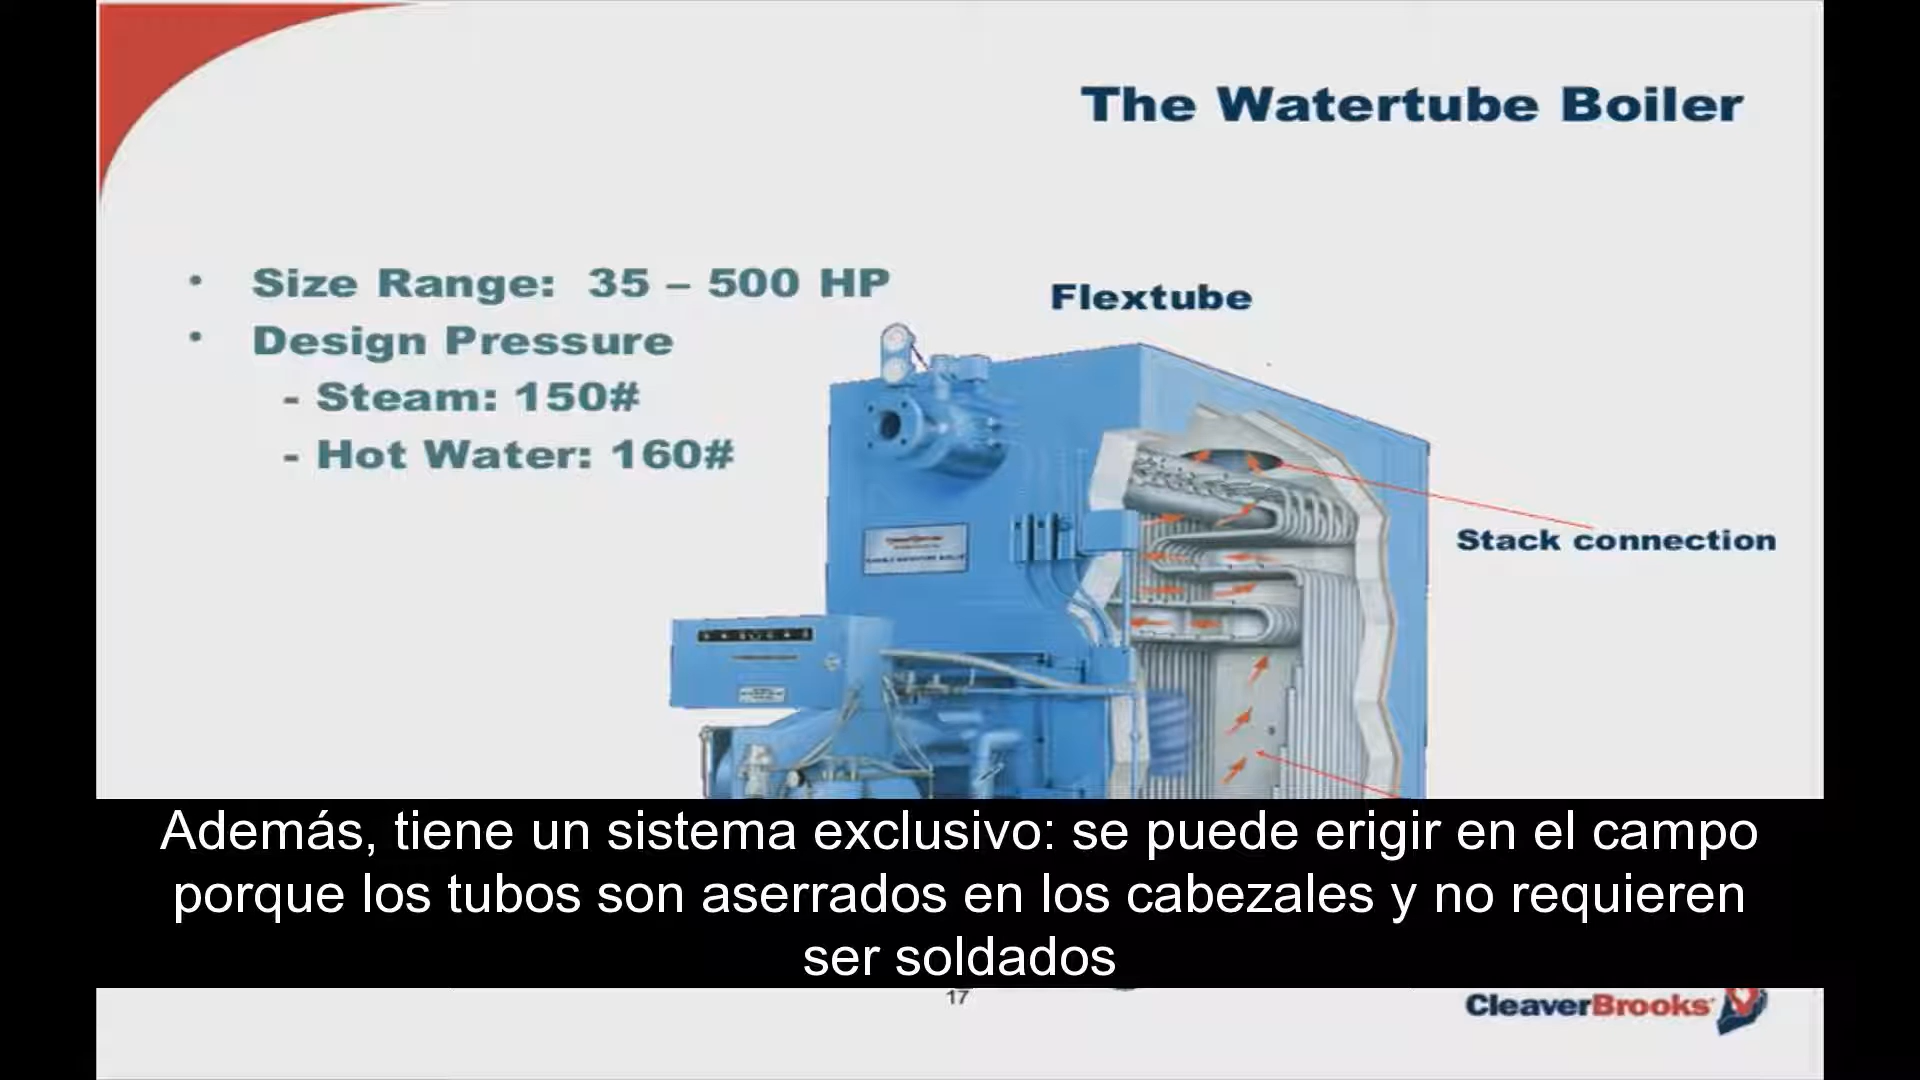 The Watertube Boiler
• Size Range: 35 – 500 HP
• Design Pressure
- Steam: 150#
- Hot Water: 160#
Flextube
Stack connection
Además, tiene un sistema exclusivo: se puede erigir en el campo
porque los tubos son aserrados en los cabezales y no requieren
ser soldados
17
CleaverBrooks